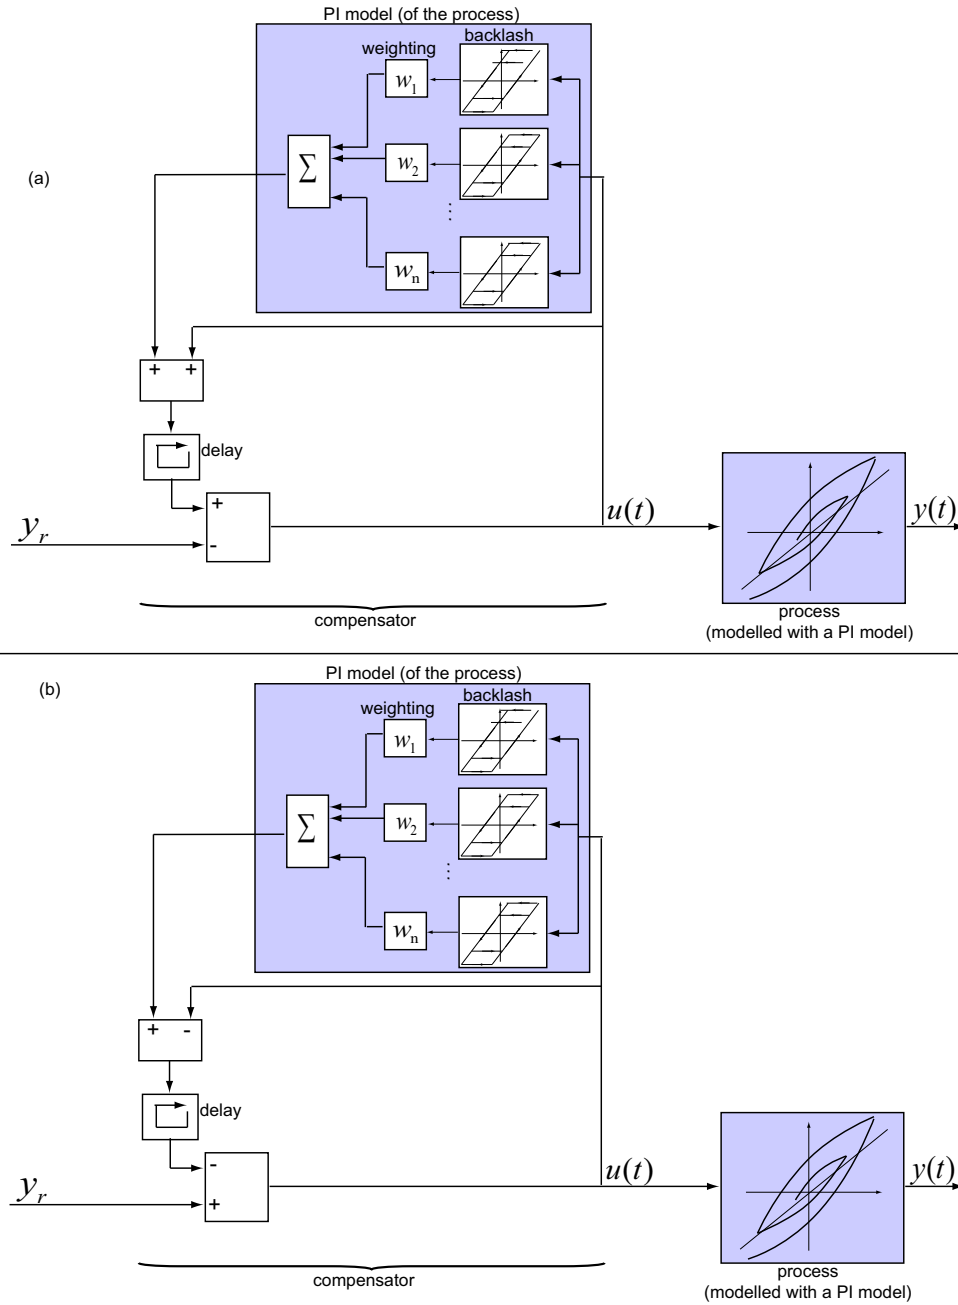 PI model (of the process)
weighting
backlash
w1
w2
wn
Σ
⋮
(a)
+ +
delay
+
-
yr
u(t)
y(t)
compensator
process
(modelled with a PI model)
PI model (of the process)
(b)
weighting
backlash
w1
w2
wn
Σ
⋮
+ -
delay
-
+
yr
u(t)
y(t)
compensator
process
(modelled with a PI model)